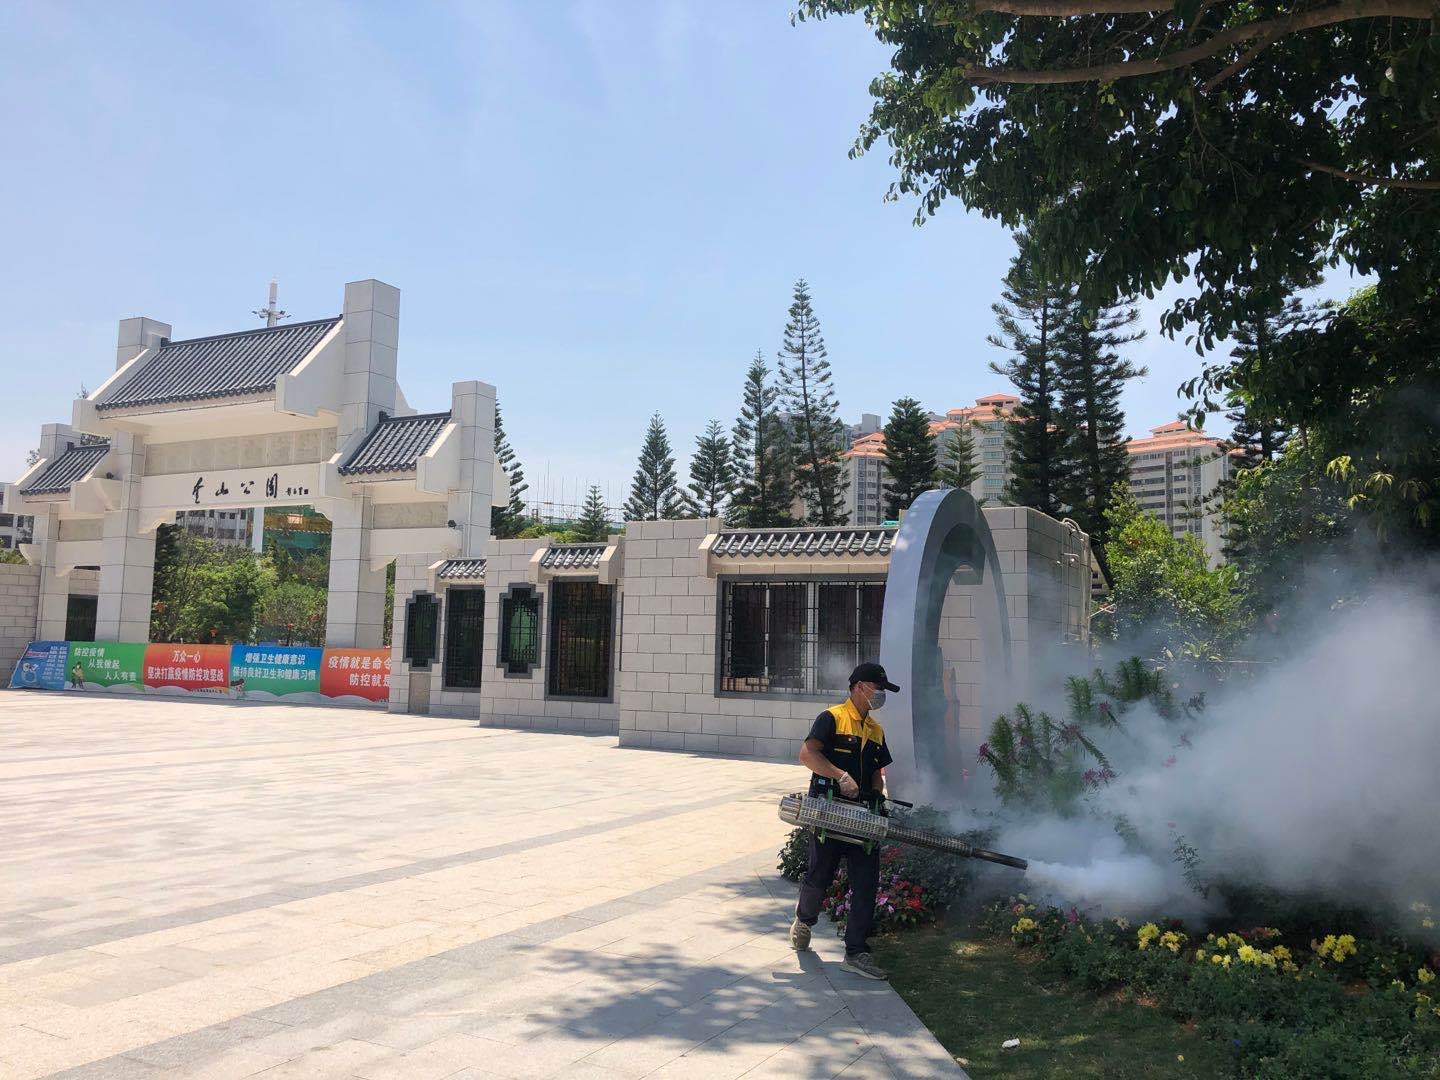 山公園
防控疫情
从我做起
人人有责
万众一心
坚决打赢疫情防控攻坚战
增强卫生健康意识
保持良好卫生和健康习惯
疫情就是命令
防控就是